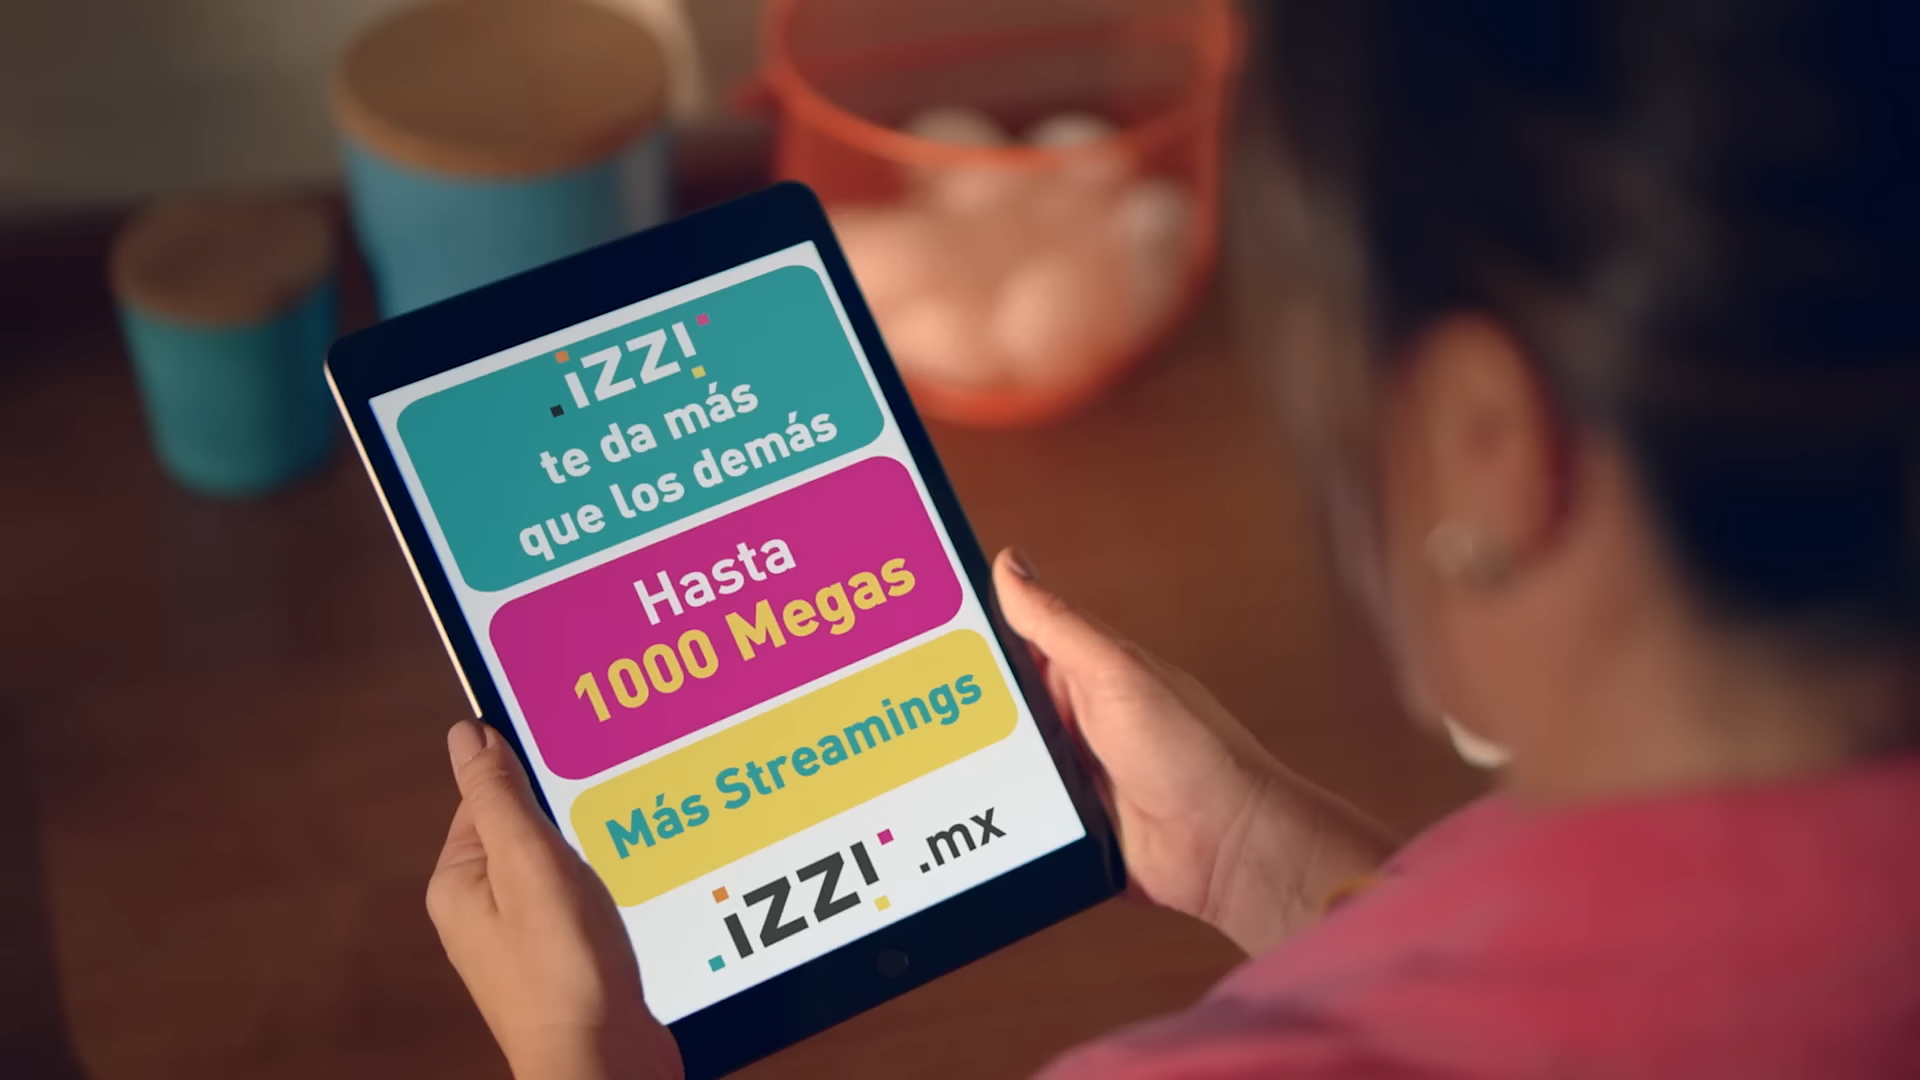 izzi
te da más
que los demás
Hasta
1000 Megas
Más Streamings
izzi .mx